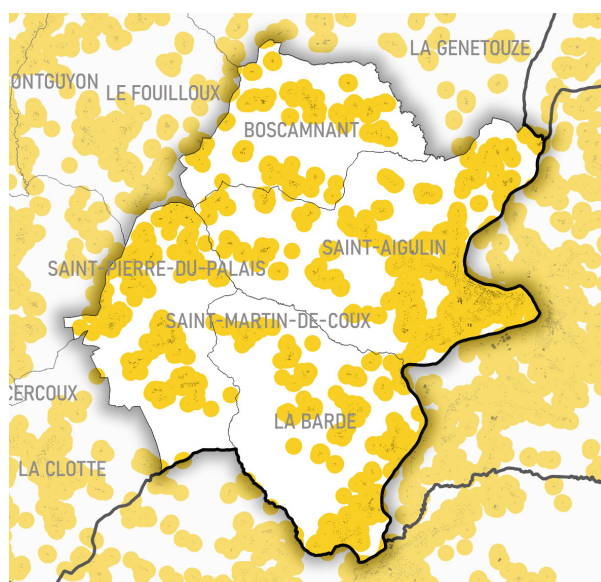 LA GENETOUZE
ONTGUYON
LE FOUILLOUX
BOSCAMNANT
SAINT-AIGULIN
SAINT-PIERRE-DU-PALAIS
SAINT-MARTIN-DE-COUX
CERCOUX
LA BARDE
LA CLOTTE